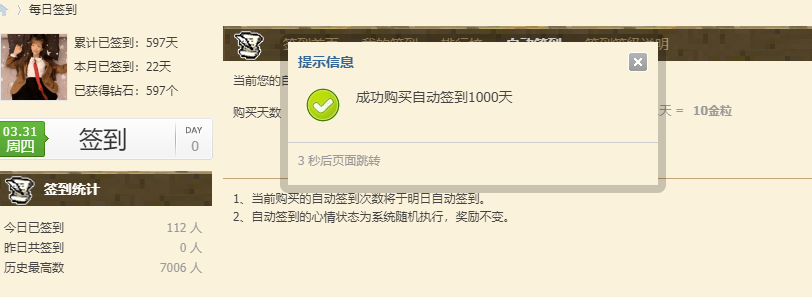 每日签到
累计已签到：597天
本月已签到：22天
已获得钻石：597个
03.31
周四
签到
DAY
0
签到统计
今日已签到 112 人
昨日共签到 0 人
历史最高数 7006 人
签到首页 我的签到 排行榜 自动签到 签到等级说明
当前您的自
购买天数
天 = 10金粒
提示信息
成功购买自动签到1000天
3 秒后页面跳转
1、当前购买的自动签到次数将于明日自动签到。
2、自动签到的心情状态为系统随机执行，奖励不变。